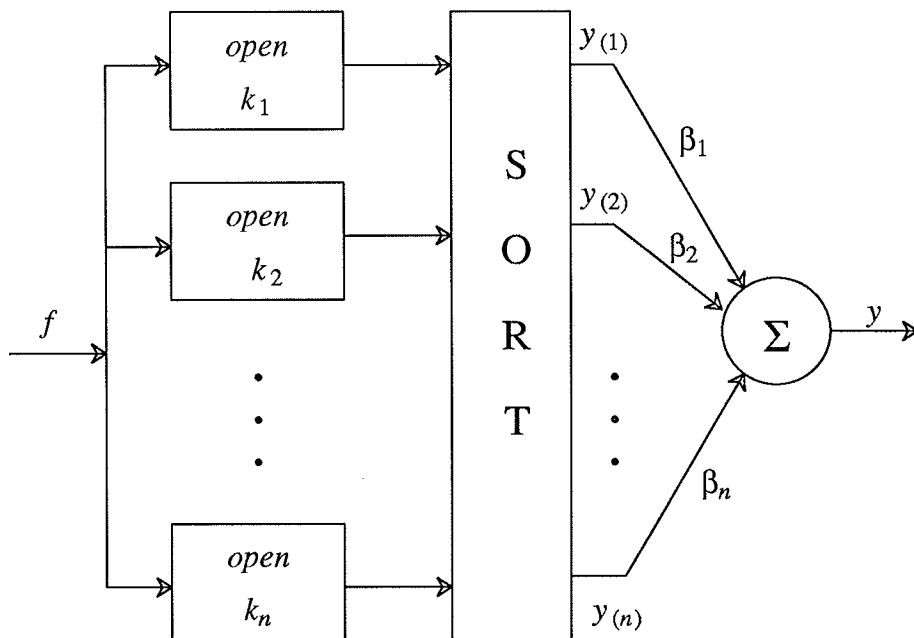 open
k₁
open
k₂
f
open
kₙ
S
O
R
T
y₍₁₎
β₁
y₍₂₎
β₂
βₙ
y₍ₙ₎
Σ
y